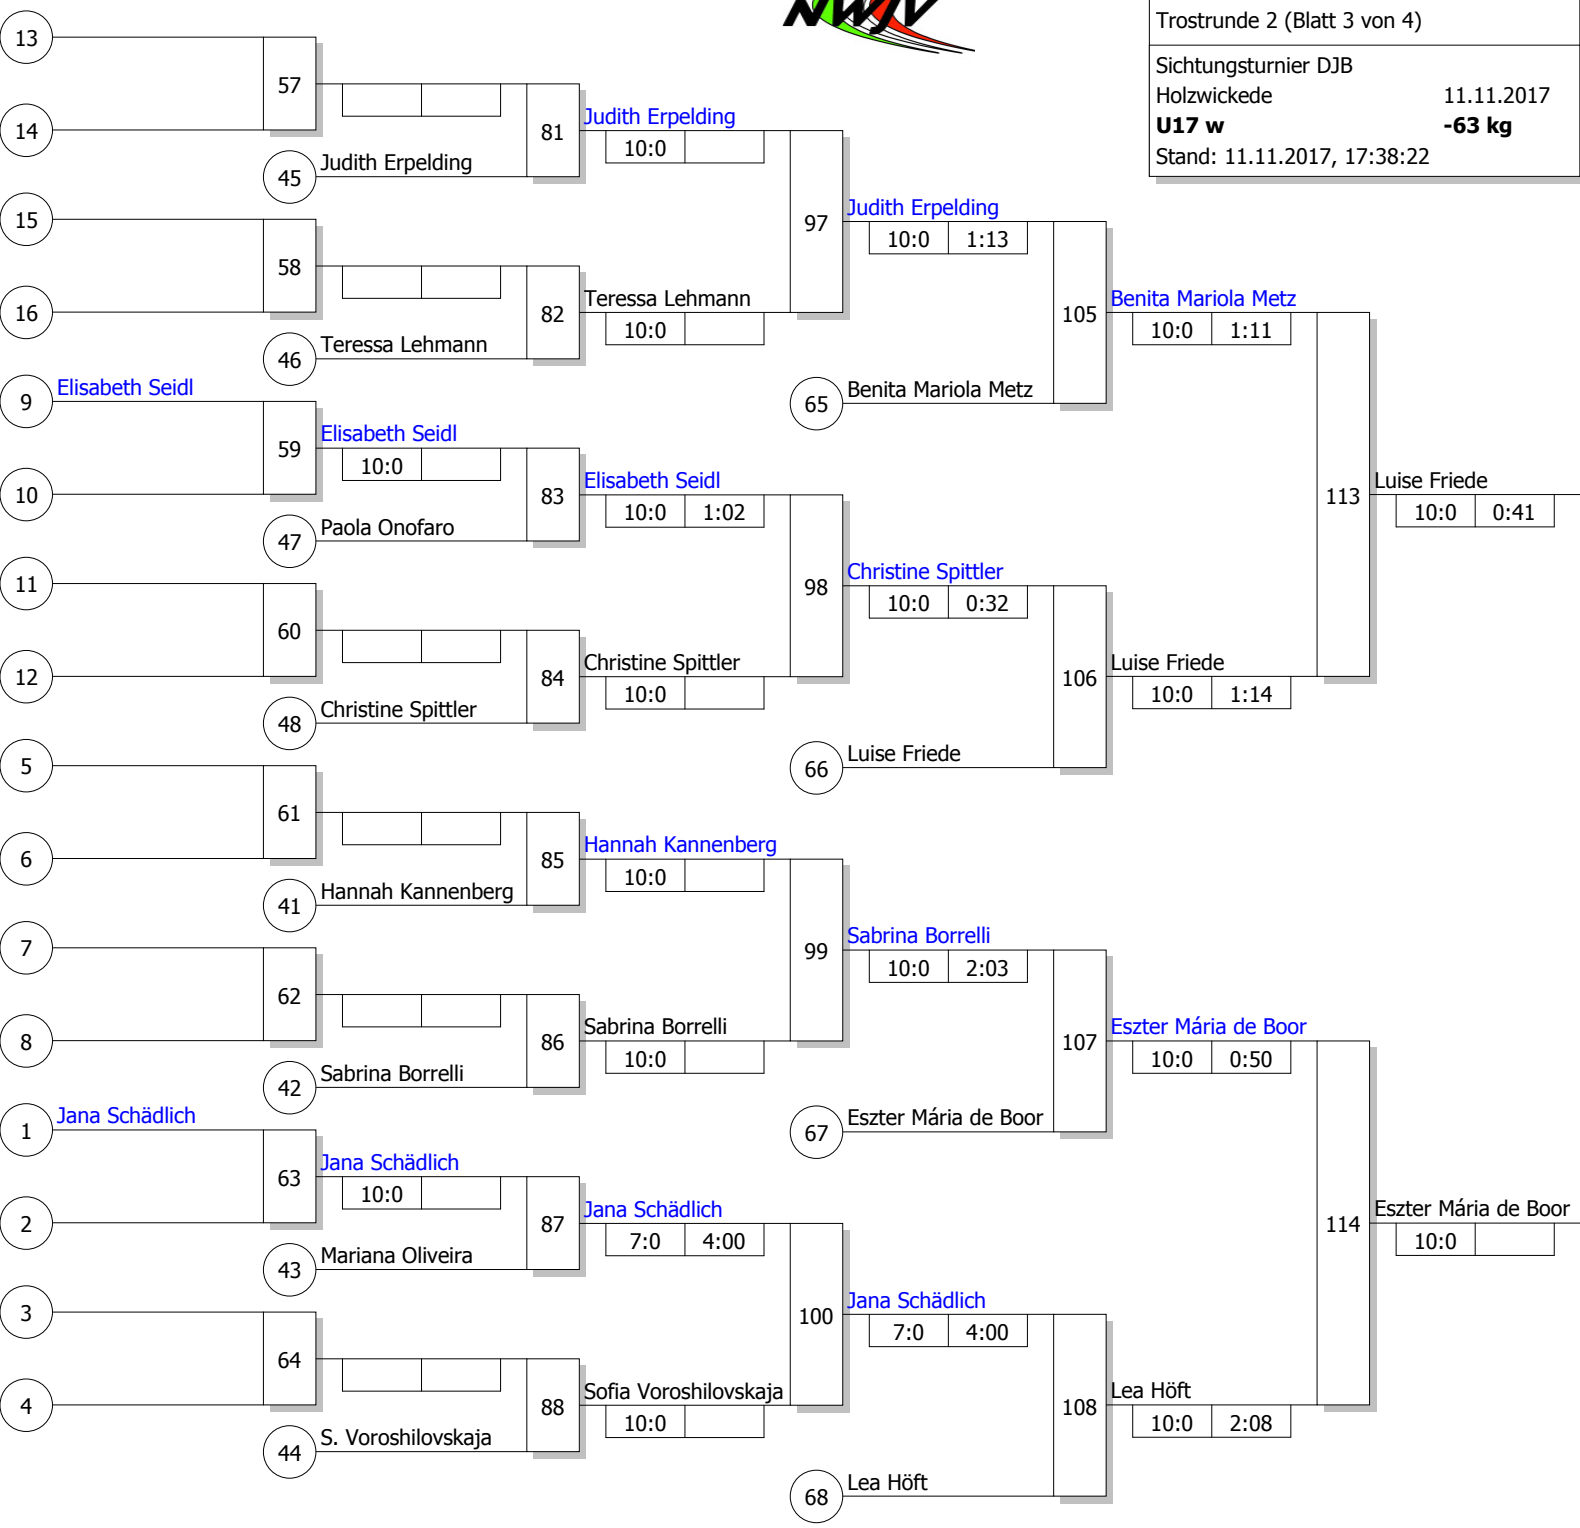 NWJV
Trostrunde 2 (Blatt 3 von 4)
Sichtungsturnier DJB
Holzwickede 11.11.2017
U17 w -63 kg
Stand: 11.11.2017, 17:38:22
13
57
14
81
Judith Erpelding
10:0
45
Judith Erpelding
15
97
Judith Erpelding
10:0 1:13
58
16
82
Teressa Lehmann
10:0
105
Benita Mariola Metz
10:0 1:11
46
Teressa Lehmann
9
Elisabeth Seidl
65
Benita Mariola Metz
59
Elisabeth Seidl
10:0
10
83
Elisabeth Seidl
10:0 1:02
113
Luise Friede
10:0 0:41
47
Paola Onofaro
11
98
Christine Spittler
10:0 0:32
60
12
84
Christine Spittler
10:0
106
Luise Friede
10:0 1:14
48
Christine Spittler
5
66
Luise Friede
61
6
85
Hannah Kannenberg
10:0
41
Hannah Kannenberg
7
99
Sabrina Borrelli
10:0 2:03
62
8
86
Sabrina Borrelli
10:0
107
Eszter Mária de Boor
10:0 0:50
42
Sabrina Borrelli
1
Jana Schädlich
67
Eszter Mária de Boor
63
Jana Schädlich
10:0
2
87
Jana Schädlich
7:0 4:00
114
Eszter Mária de Boor
10:0
43
Mariana Oliveira
3
100
Jana Schädlich
7:0 4:00
64
4
88
Sofia Voroshilovskaja
10:0
108
Lea Höft
10:0 2:08
44
S. Voroshilovskaja
68
Lea Höft